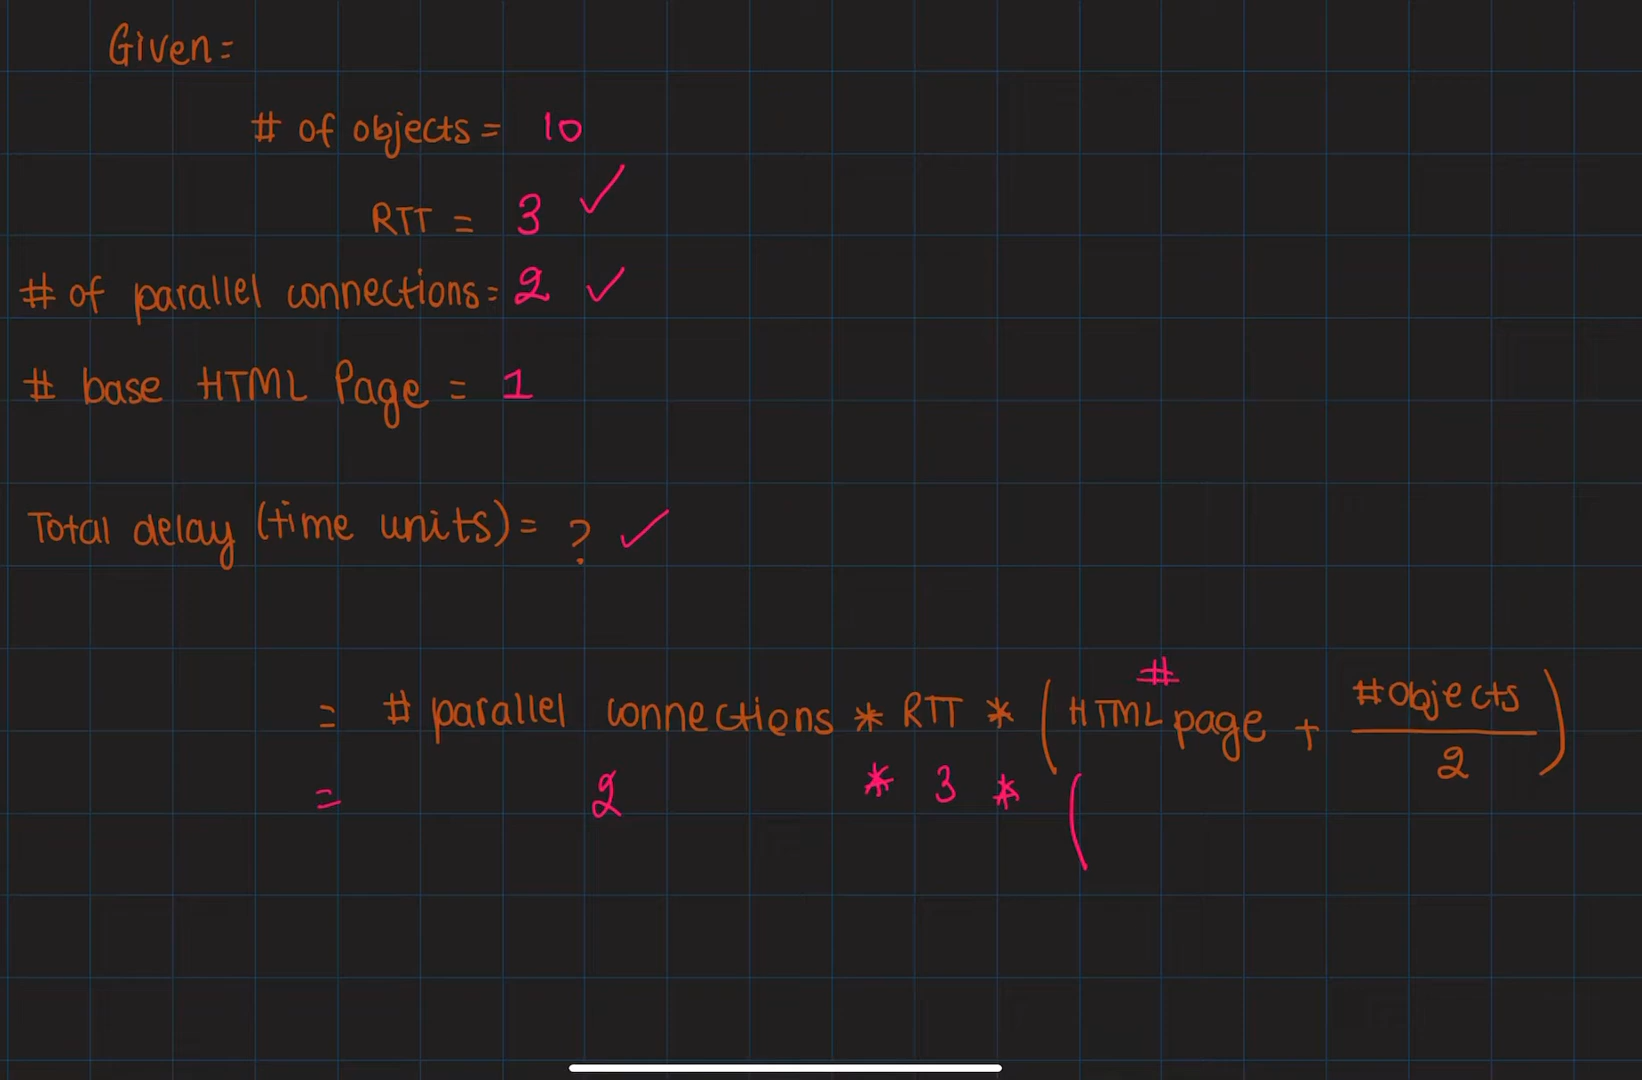 Given=
# of objects = 10
RTT = 3 ✓
# of parallel connections= 2 ✓
# base HTML Page = 1
Total delay (time units) = ? ✓
= # parallel connections * RTT * ( # HTML page + #objects / 2 )
= 2 * 3 * (